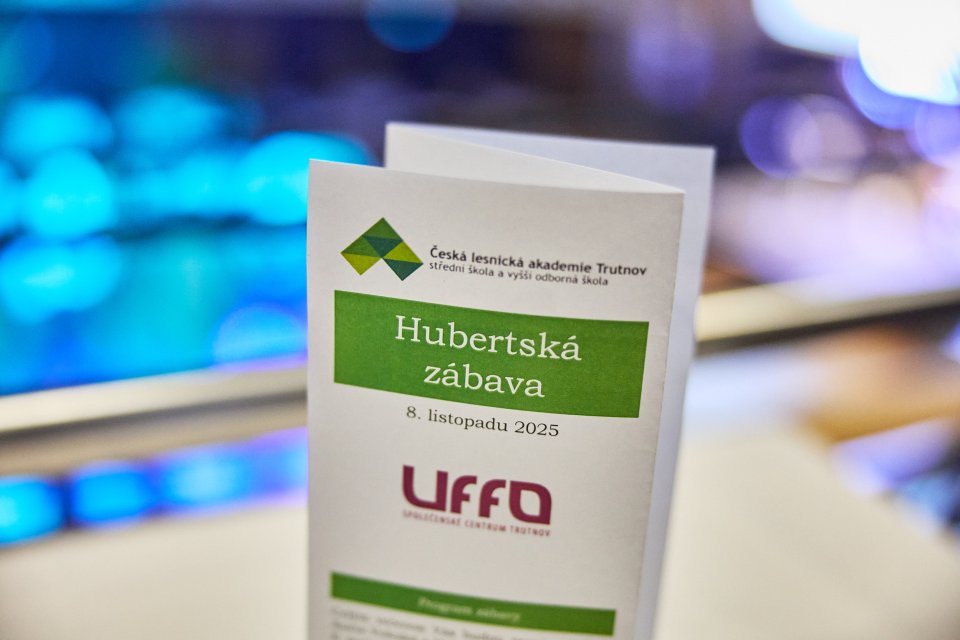 Česká lesnická akademie Trutnov
střední škola a vyšší odborná škola
Hubertská
zábava
8. listopadu 2025
UFFO
SPOLEČENSKÉ CENTRUM TRUTNOV
Program zábavy